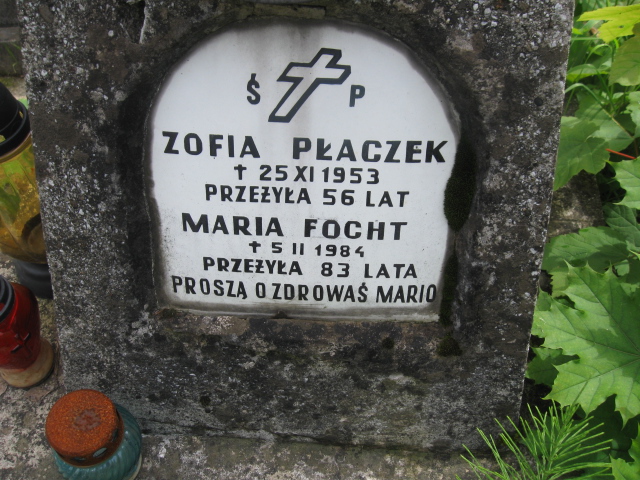 Ś P
ZOFIA PŁACZEK
† 25 XI 1953
PRZEŻYŁA 56 LAT
MARIA FOCHT
† 5 II 1984
PRZEŻYŁA 83 LATA
PROSZĄ O ZDROWAŚ MARIO